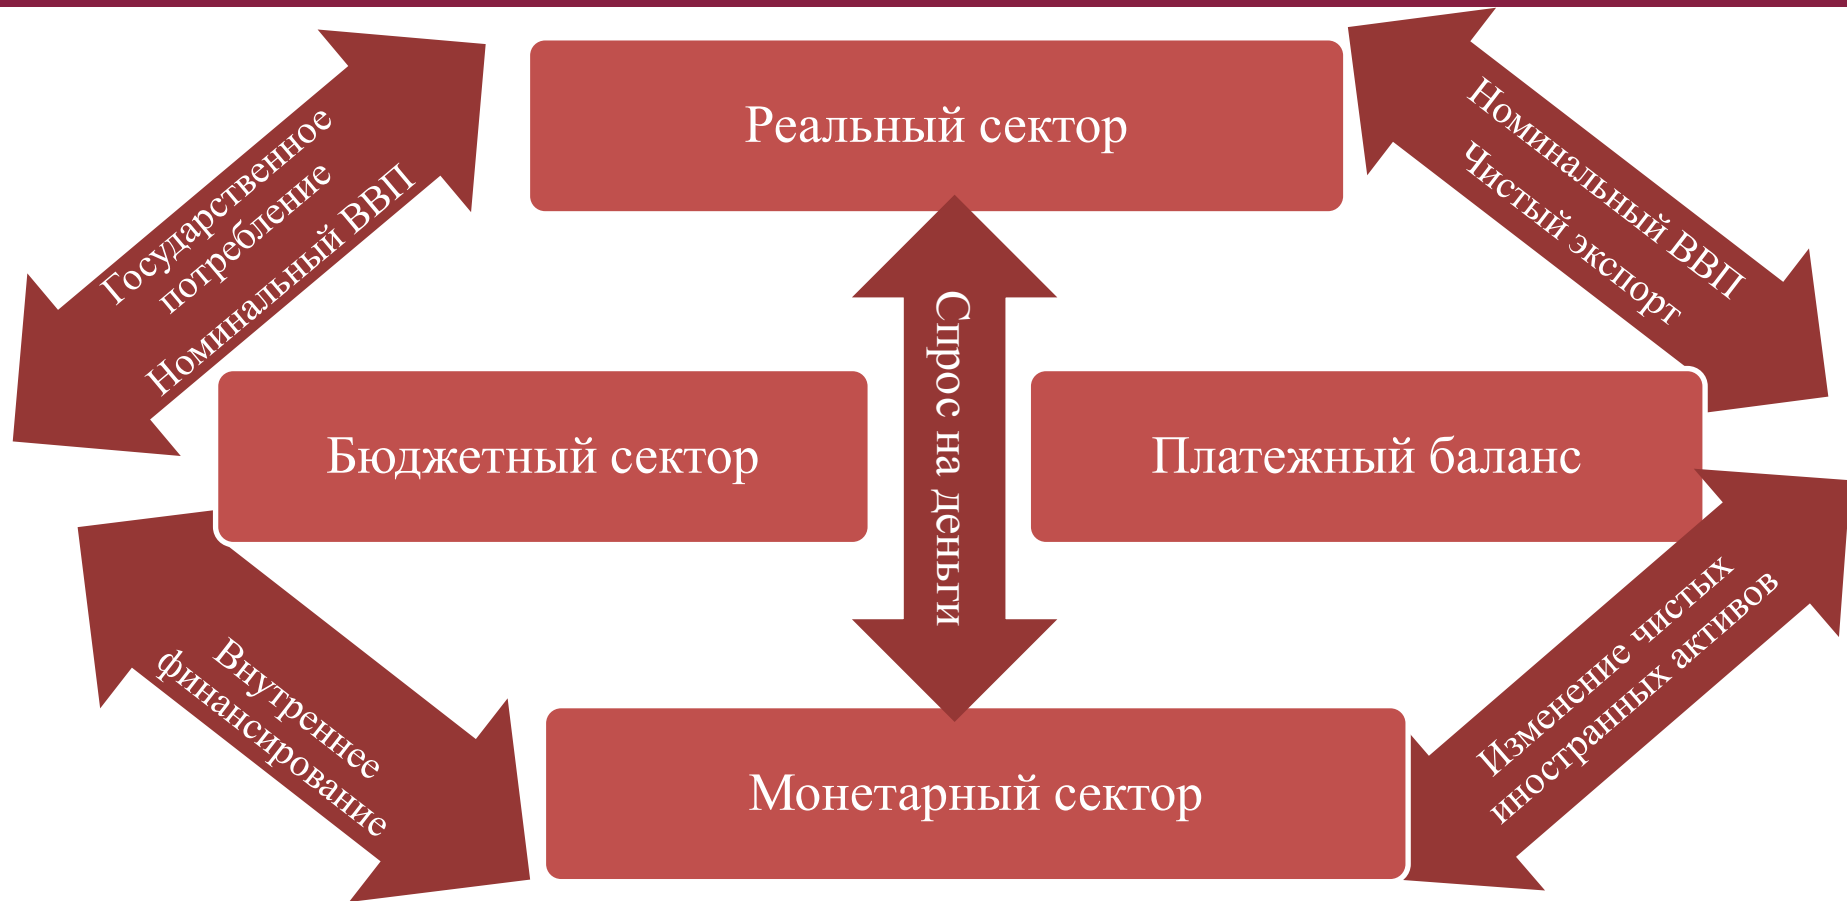 Реальный сектор
Государственное
потребление
Номинальный ВВП
Номинальный ВВП
Чистый экспорт
Спрос на деньги
Бюджетный сектор
Платежный баланс
Внутреннее
финансирование
Изменение чистых
иностранных активов
Монетарный сектор